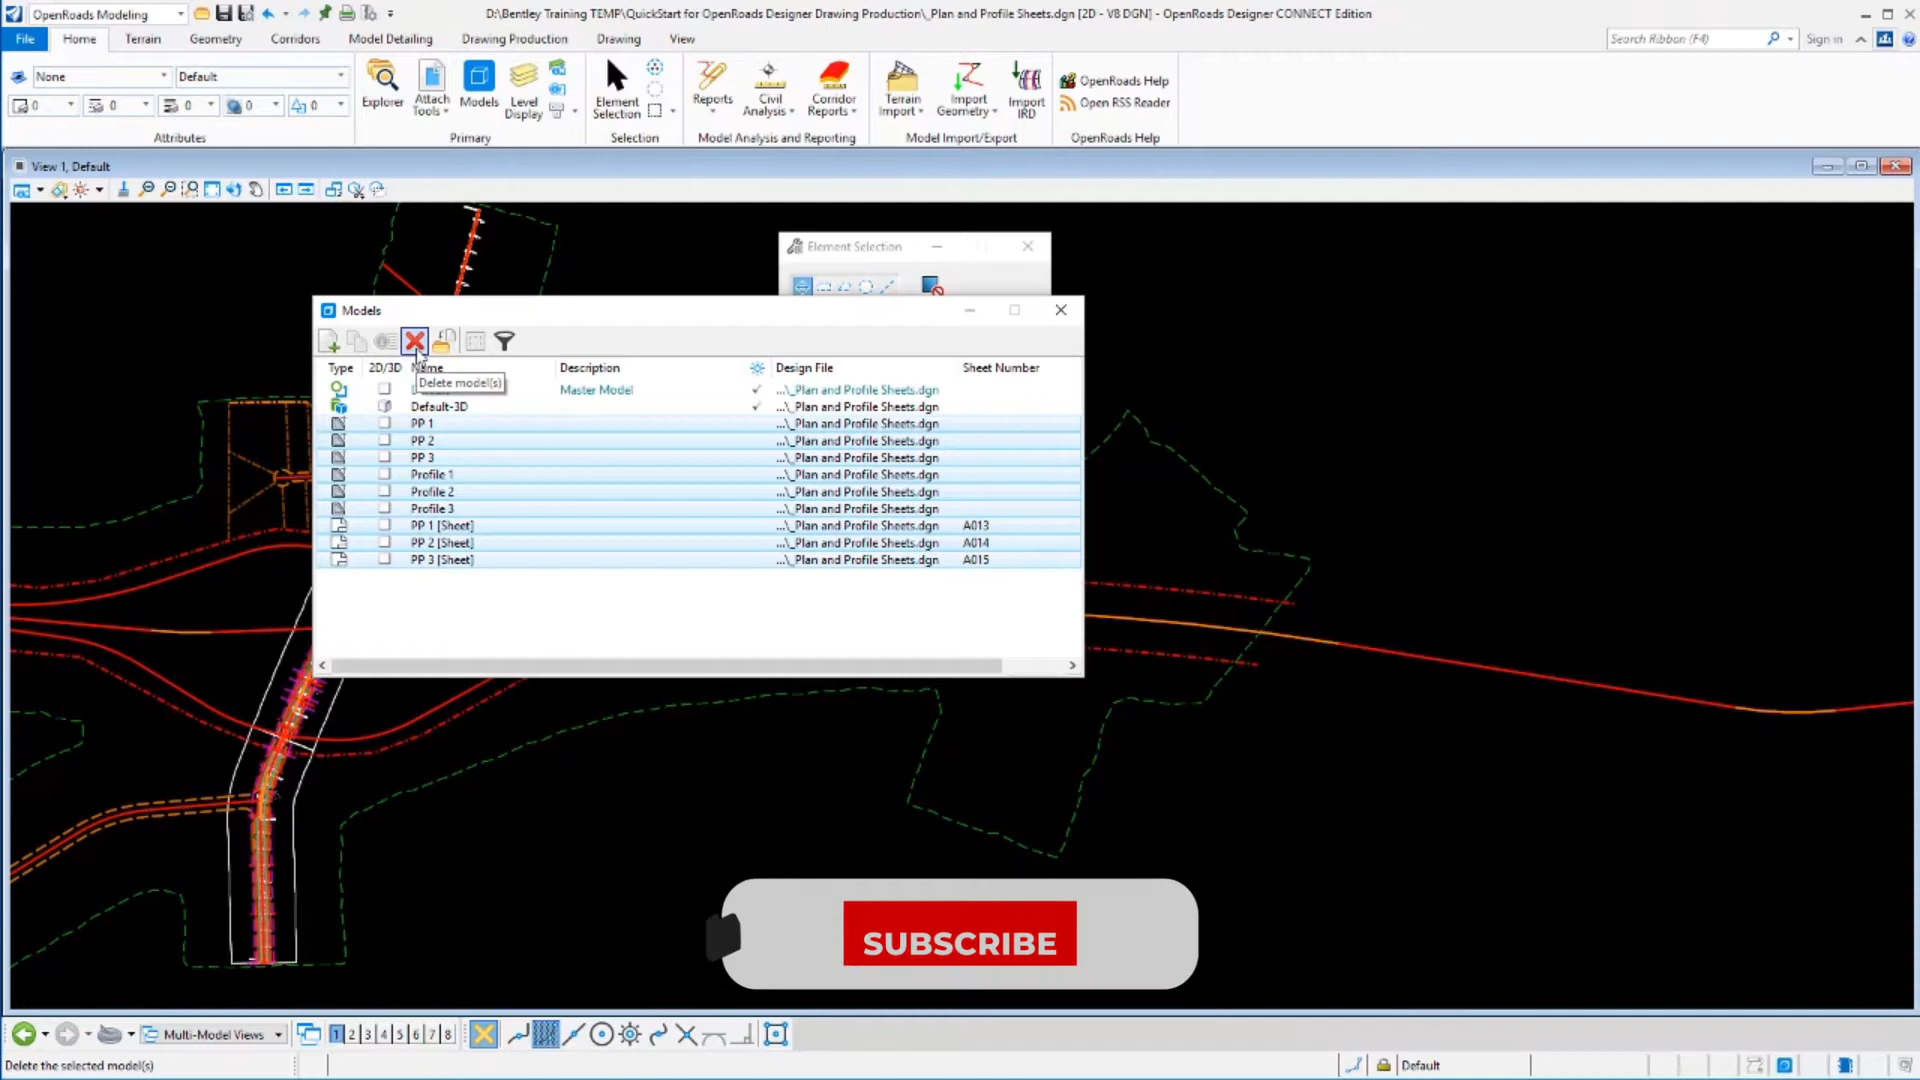 OpenRoads Modeling
D:\Bentley Training TEMP\QuickStart for OpenRoads Designer Drawing Production\_Plan and Profile Sheets.dgn [2D - V8 DGN] - OpenRoads Designer CONNECT Edition
File Home Terrain Geometry Corridors Model Detailing Drawing Production Drawing View
Search Ribbon (F4) Sign in
None Default
0 0 0 0 0
Explorer Attach Tools Models Level Display Element Selection Reports Civil Analysis Corridor Reports Terrain Import Import Geometry Import IRD
OpenRoads Help
Open RSS Reader
Attributes Primary Selection Model Analysis and Reporting Model Import/Export OpenRoads Help
View 1, Default
Element Selection
Models
Type 2D/3D Name Description Design File Sheet Number
Delete model(s)
Master Model ...\_Plan and Profile Sheets.dgn
Default-3D ...\_Plan and Profile Sheets.dgn
PP 1 ...\_Plan and Profile Sheets.dgn
PP 2 ...\_Plan and Profile Sheets.dgn
PP 3 ...\_Plan and Profile Sheets.dgn
Profile 1 ...\_Plan and Profile Sheets.dgn
Profile 2 ...\_Plan and Profile Sheets.dgn
Profile 3 ...\_Plan and Profile Sheets.dgn
PP 1 [Sheet] ...\_Plan and Profile Sheets.dgn A013
PP 2 [Sheet] ...\_Plan and Profile Sheets.dgn A014
PP 3 [Sheet] ...\_Plan and Profile Sheets.dgn A015
SUBSCRIBE
Multi-Model Views 1 2 3 4 5 6 7 8
Delete the selected model(s) Default